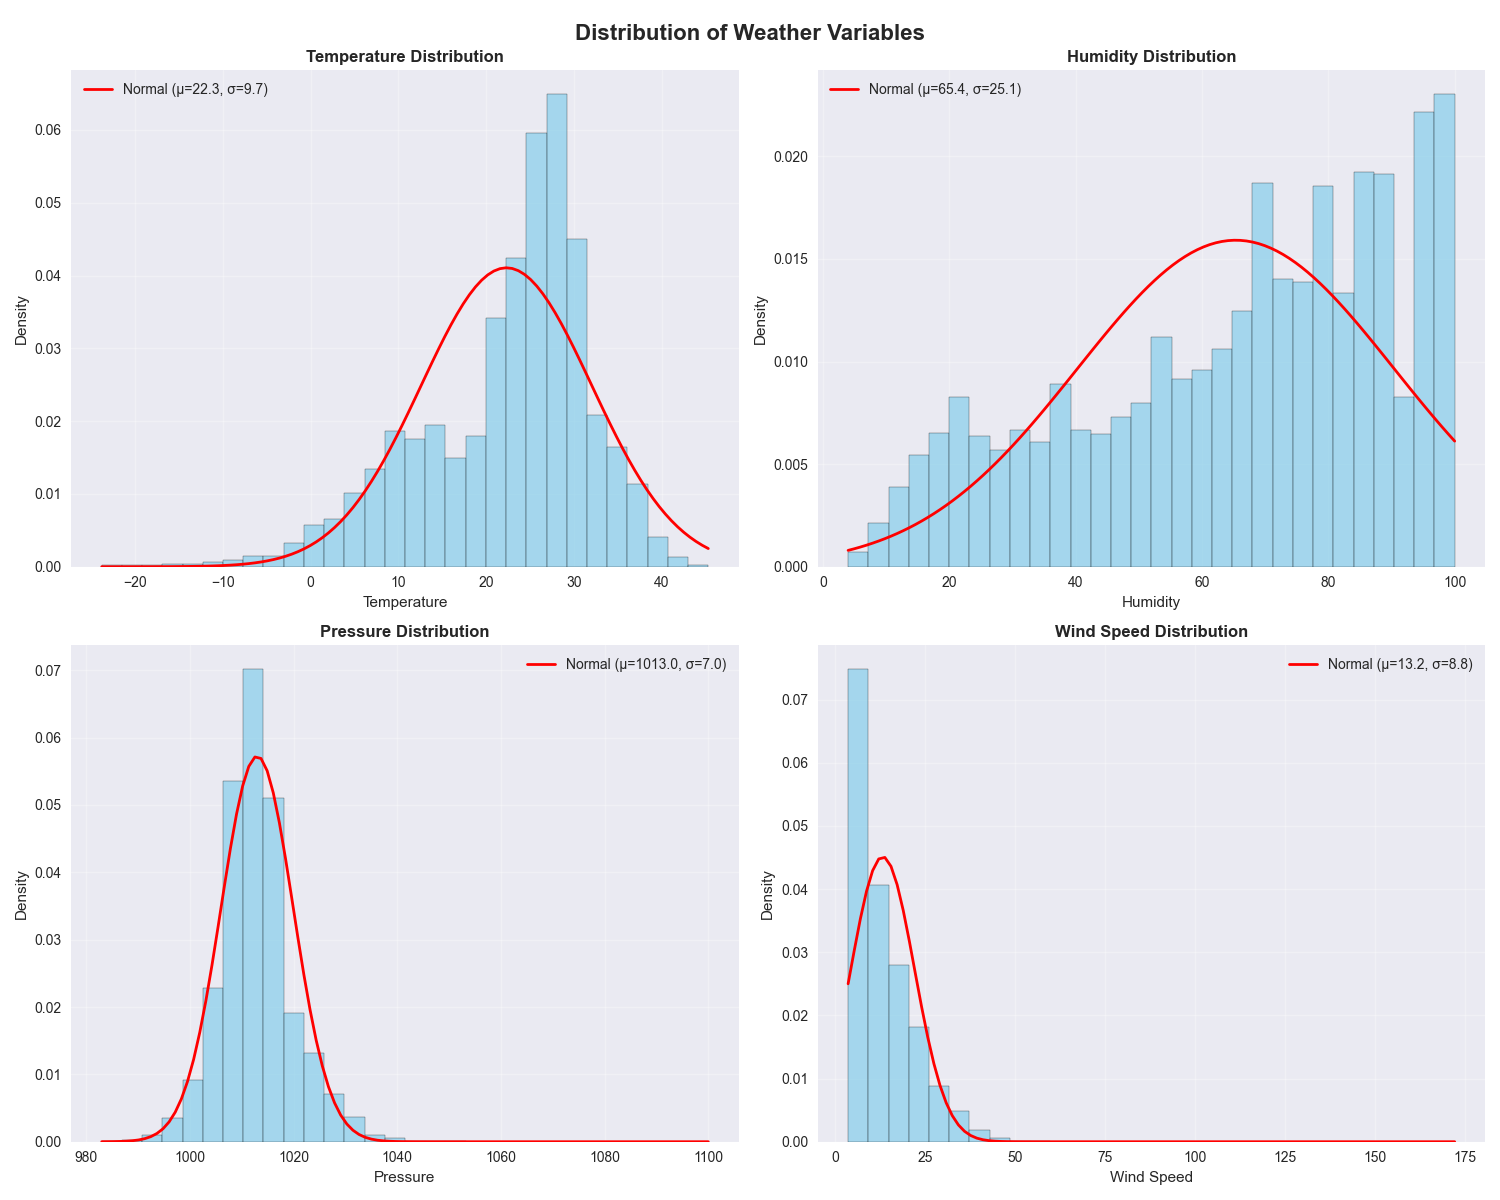 Distribution of Weather Variables
Temperature Distribution
Normal (μ=22.3, σ=9.7)
Density
0.06
0.05
0.04
0.03
0.02
0.01
0.00
−20 −10 0 10 20 30 40
Temperature
Humidity Distribution
Normal (μ=65.4, σ=25.1)
Density
0.020
0.015
0.010
0.005
0.000
0 20 40 60 80 100
Humidity
Pressure Distribution
Normal (μ=1013.0, σ=7.0)
Density
0.07
0.06
0.05
0.04
0.03
0.02
0.01
0.00
980 1000 1020 1040 1060 1080 1100
Pressure
Wind Speed Distribution
Normal (μ=13.2, σ=8.8)
Density
0.07
0.06
0.05
0.04
0.03
0.02
0.01
0.00
0 25 50 75 100 125 150 175
Wind Speed